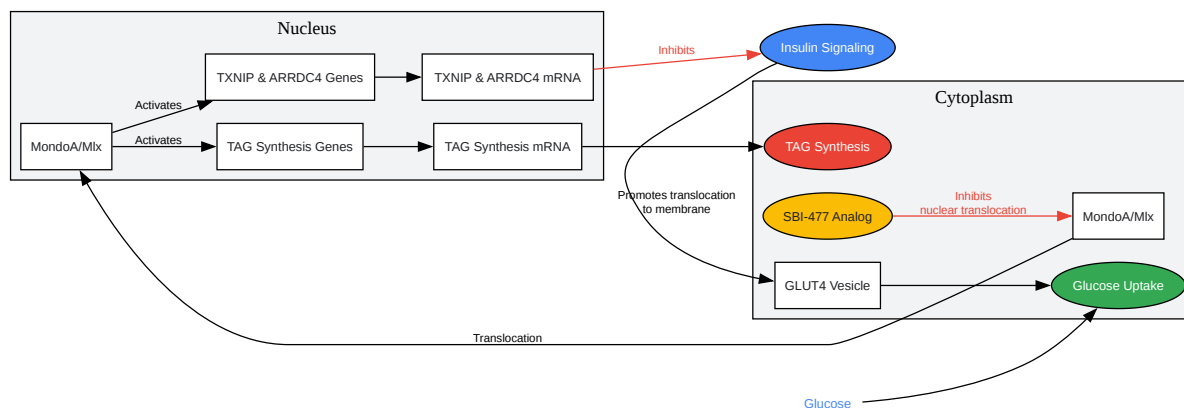 Nucleus
Inhibits
Insulin Signaling
TXNIP & ARRDC4 Genes
TXNIP & ARRDC4 mRNA
Activates
Cytoplasm
MondoA/Mlx
Activates
TAG Synthesis Genes
TAG Synthesis mRNA
TAG Synthesis
Promotes translocation
to membrane
SBI-477 Analog
Inhibits
nuclear translocation
MondoA/Mlx
GLUT4 Vesicle
Glucose Uptake
Translocation
Glucose